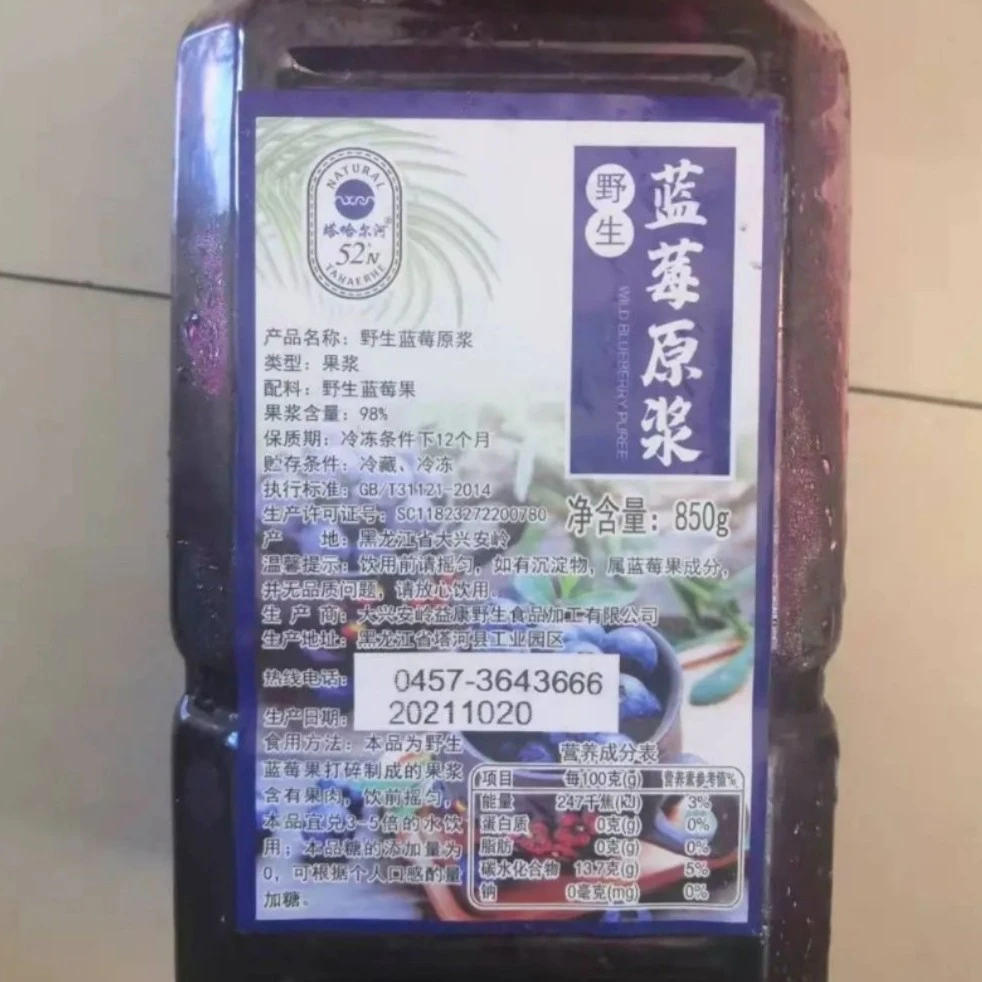 NATURAL
塔哈尔河®
52°N
TAHAERHE
野生
蓝莓原浆
WILD BLUEBERRY PUREE
产品名称：野生蓝莓原浆
类型：果浆
配料：野生蓝莓果
果浆含量：98%
保质期：冷冻条件下12个月
贮存条件：冷藏、冷冻
执行标准：GB/T31121-2014
生产许可证号：SC11823272200780
净含量：850g
产 地：黑龙江省大兴安岭
温馨提示：饮用前请摇匀，如有沉淀物，属蓝莓果成分，
并无品质问题，请放心饮用。
生 产 商：大兴安岭益康野生食品加工有限公司
生产地址：黑龙江省塔河县工业园区
热线电话：0457-3643666
生产日期：20211020
食用方法：本品为野生
蓝莓果打碎制成的果浆
含有果肉，饮前摇匀，
本品宜兑3-5倍的水饮
用；本品糖的添加量为
0，可根据个人口感酌量
加糖。
营养成分表
项目 每100克(g) 营养素参考值%
能量 247千焦(kJ) 3%
蛋白质 0克(g) 0%
脂肪 0克(g) 0%
碳水化合物 13.7克(g) 5%
钠 0毫克(mg) 0%